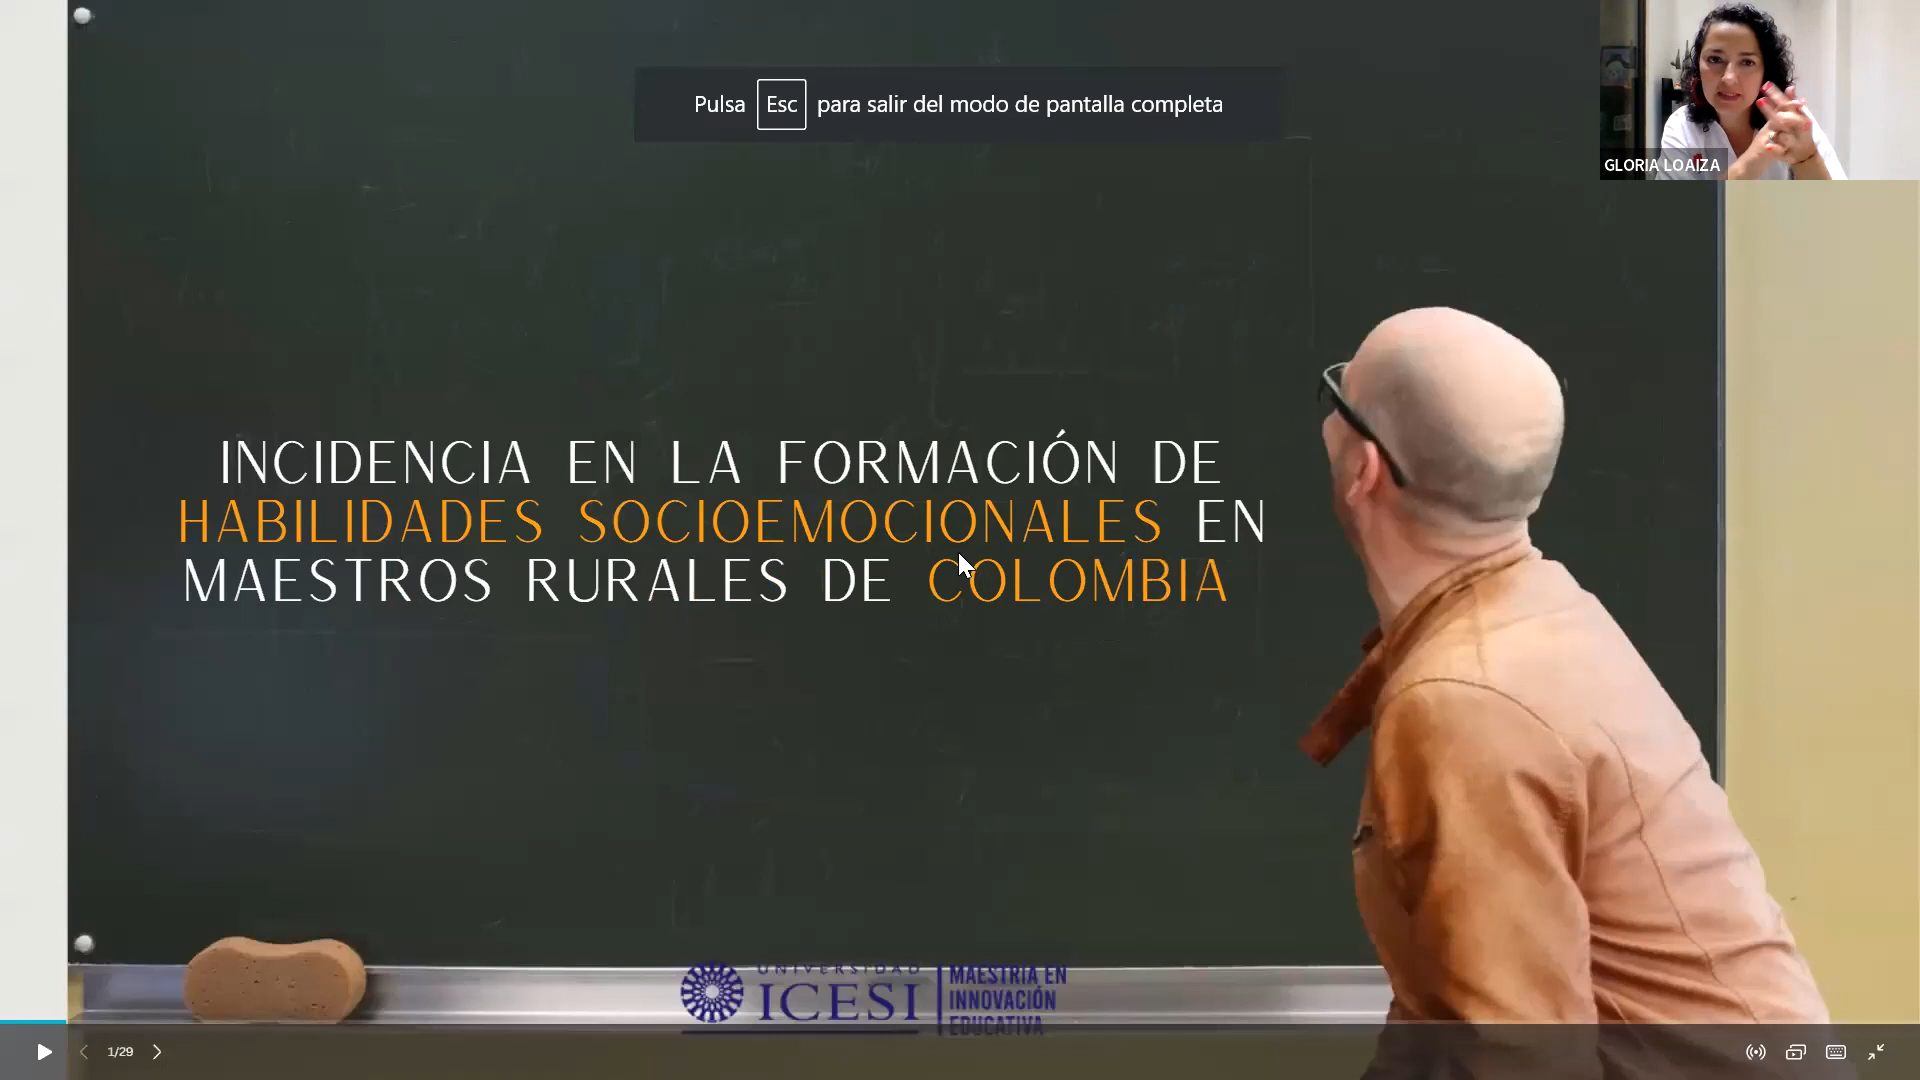 Pulsa Esc para salir del modo de pantalla completa
GLORIA LOAIZA
INCIDENCIA EN LA FORMACIÓN DE
HABILIDADES SOCIOEMOCIONALES EN
MAESTROS RURALES DE COLOMBIA
UNIVERSIDAD
ICESI
MAESTRÍA EN
INNOVACIÓN
EDUCATIVA
1/29